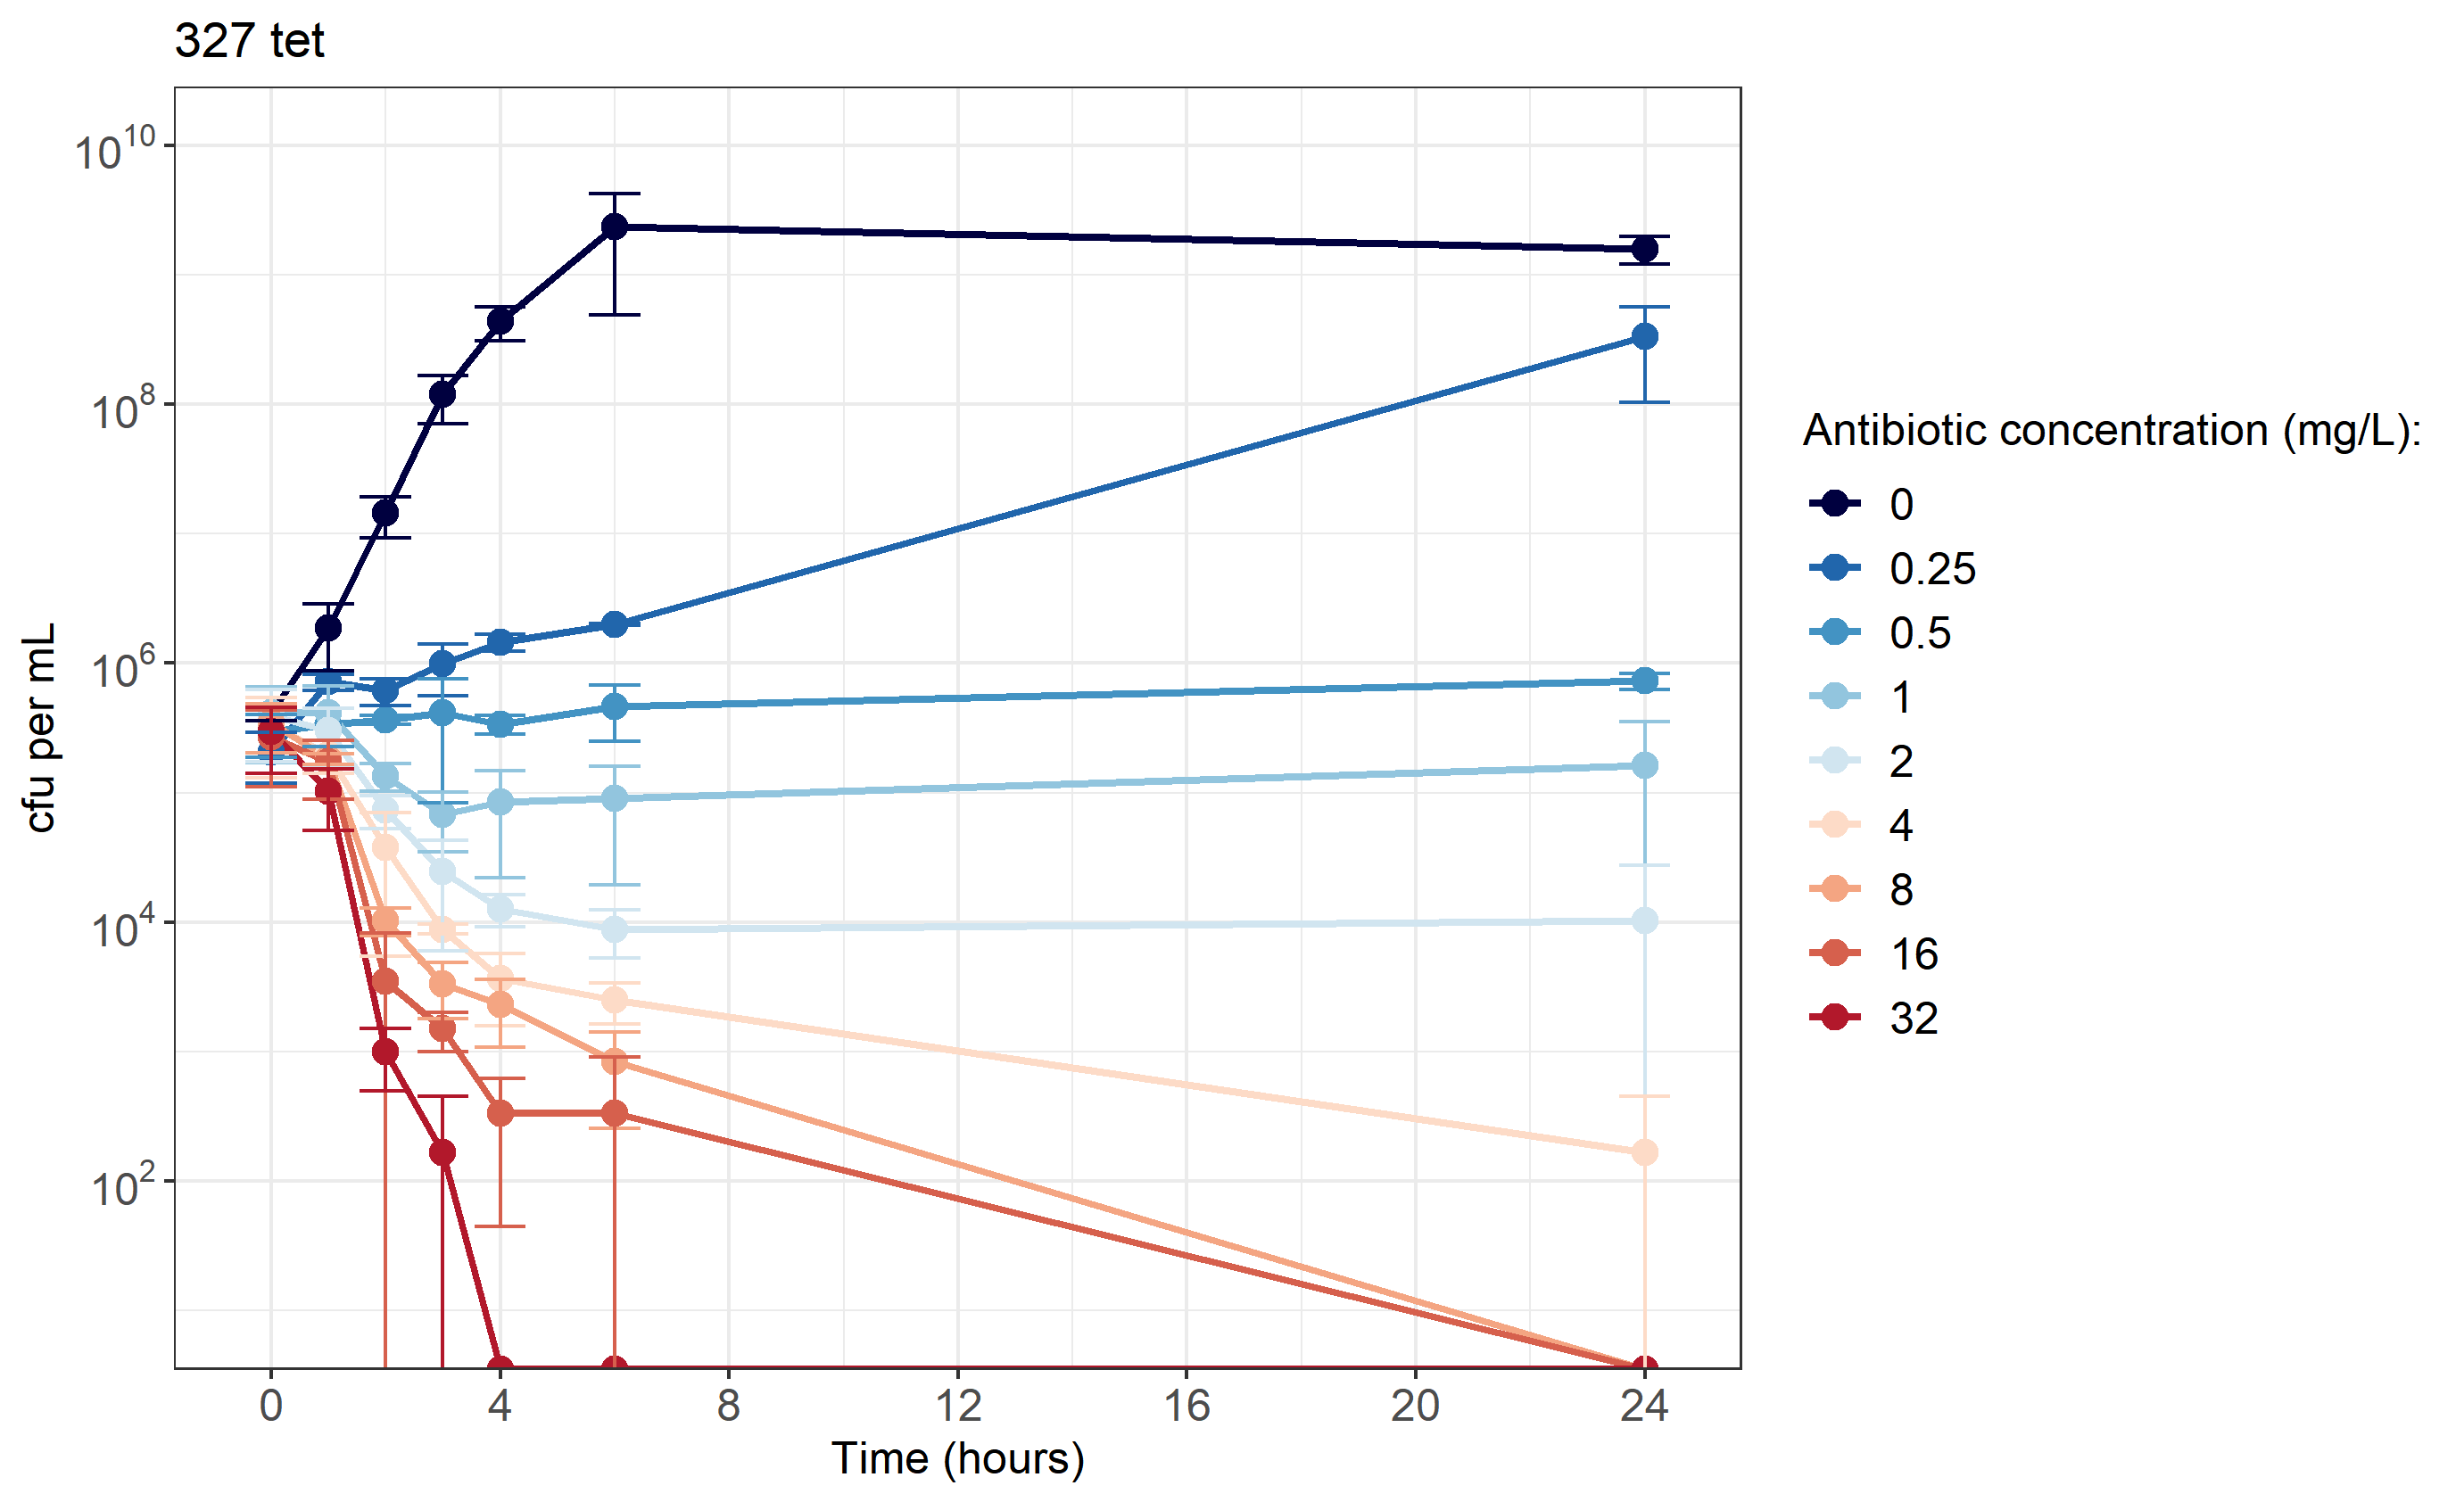 327 tet
10^10
10^8
10^6
10^4
10^2
cfu per mL
0 4 8 12 16 20 24
Time (hours)
Antibiotic concentration (mg/L):
0
0.25
0.5
1
2
4
8
16
32